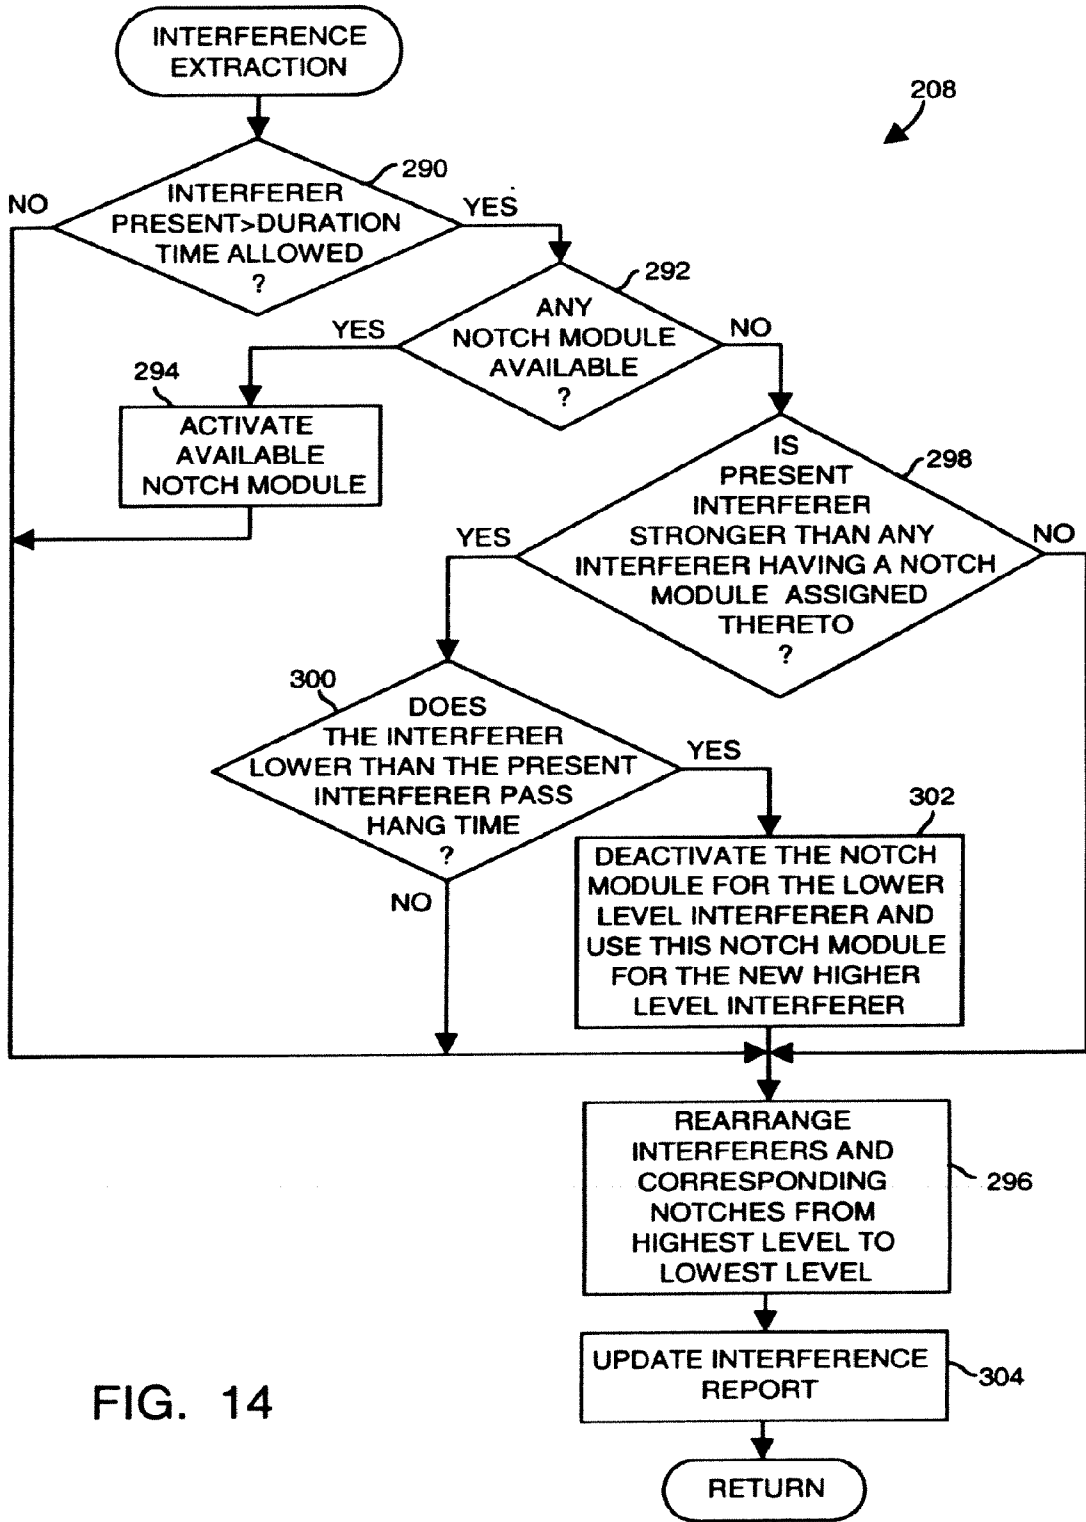 INTERFERENCE
EXTRACTION
208
290
INTERFERER
PRESENT>DURATION
TIME ALLOWED
?
NO
YES
292
ANY
NOTCH MODULE
AVAILABLE
?
YES
NO
294
ACTIVATE
AVAILABLE
NOTCH MODULE
298
IS
PRESENT
INTERFERER
STRONGER THAN ANY
INTERFERER HAVING A NOTCH
MODULE ASSIGNED
THERETO
?
YES
NO
300
DOES
THE INTERFERER
LOWER THAN THE PRESENT
INTERFERER PASS
HANG TIME
?
YES
NO
302
DEACTIVATE THE NOTCH
MODULE FOR THE LOWER
LEVEL INTERFERER AND
USE THIS NOTCH MODULE
FOR THE NEW HIGHER
LEVEL INTERFERER
REARRANGE
INTERFERERS AND
CORRESPONDING
NOTCHES FROM
HIGHEST LEVEL TO
LOWEST LEVEL
296
UPDATE INTERFERENCE
REPORT
304
FIG. 14
RETURN